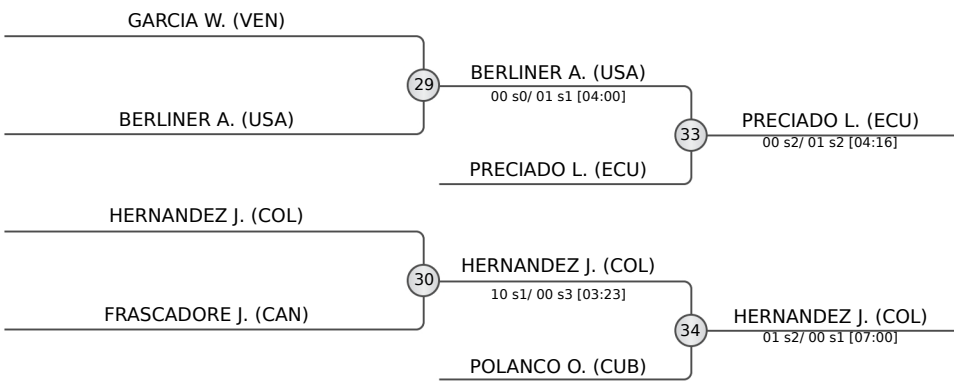 GARCIA W. (VEN)
29
BERLINER A. (USA)
00 s0/ 01 s1 [04:00]
BERLINER A. (USA)
33
PRECIADO L. (ECU)
00 s2/ 01 s2 [04:16]
PRECIADO L. (ECU)
HERNANDEZ J. (COL)
30
HERNANDEZ J. (COL)
10 s1/ 00 s3 [03:23]
FRASCADORE J. (CAN)
34
HERNANDEZ J. (COL)
01 s2/ 00 s1 [07:00]
POLANCO O. (CUB)